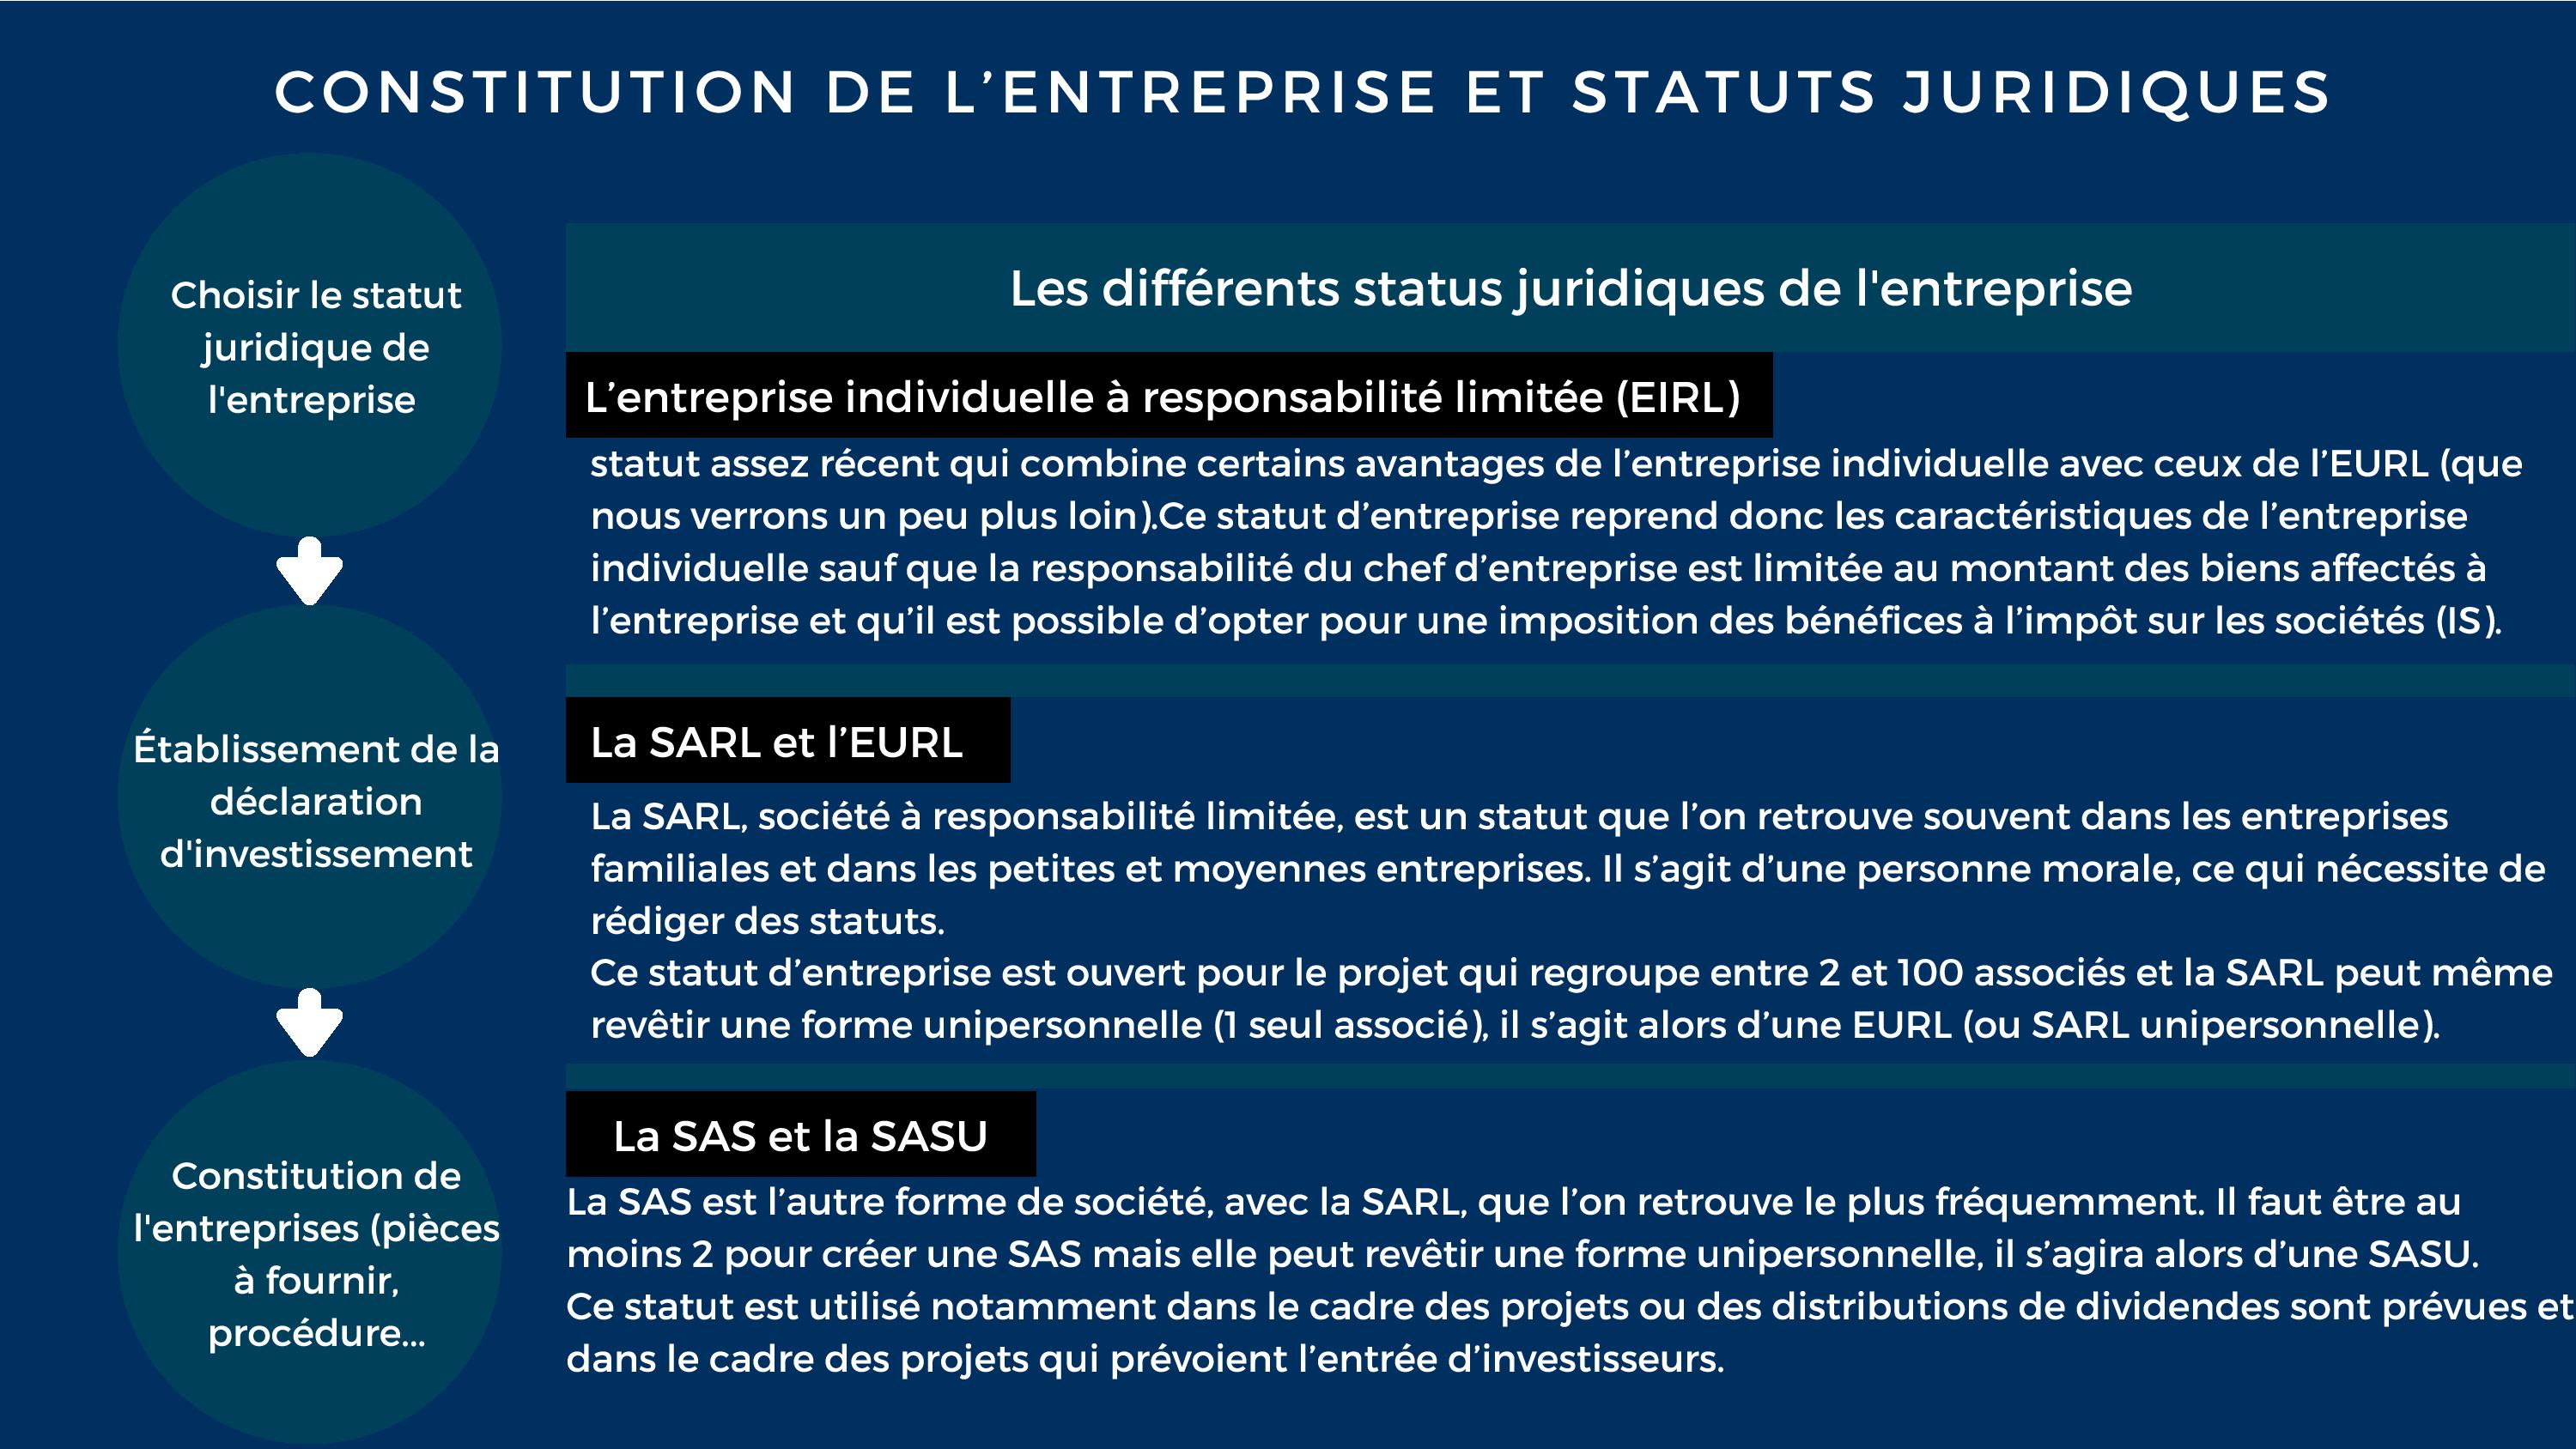 CONSTITUTION DE L’ENTREPRISE ET STATUTS JURIDIQUES
Choisir le statut
juridique de
l'entreprise
Établissement de la
déclaration
d'investissement
Constitution de
l'entreprises (pièces
à fournir,
procédure...
Les différents status juridiques de l'entreprise
L’entreprise individuelle à responsabilité limitée (EIRL)
statut assez récent qui combine certains avantages de l’entreprise individuelle avec ceux de l’EURL (que
nous verrons un peu plus loin).Ce statut d’entreprise reprend donc les caractéristiques de l’entreprise
individuelle sauf que la responsabilité du chef d’entreprise est limitée au montant des biens affectés à
l’entreprise et qu’il est possible d’opter pour une imposition des bénéfices à l’impôt sur les sociétés (IS).
La SARL et l’EURL
La SARL, société à responsabilité limitée, est un statut que l’on retrouve souvent dans les entreprises
familiales et dans les petites et moyennes entreprises. Il s’agit d’une personne morale, ce qui nécessite de
rédiger des statuts.
Ce statut d’entreprise est ouvert pour le projet qui regroupe entre 2 et 100 associés et la SARL peut même
revêtir une forme unipersonnelle (1 seul associé), il s’agit alors d’une EURL (ou SARL unipersonnelle).
La SAS et la SASU
La SAS est l’autre forme de société, avec la SARL, que l’on retrouve le plus fréquemment. Il faut être au
moins 2 pour créer une SAS mais elle peut revêtir une forme unipersonnelle, il s’agira alors d’une SASU.
Ce statut est utilisé notamment dans le cadre des projets ou des distributions de dividendes sont prévues et
dans le cadre des projets qui prévoient l’entrée d’investisseurs.